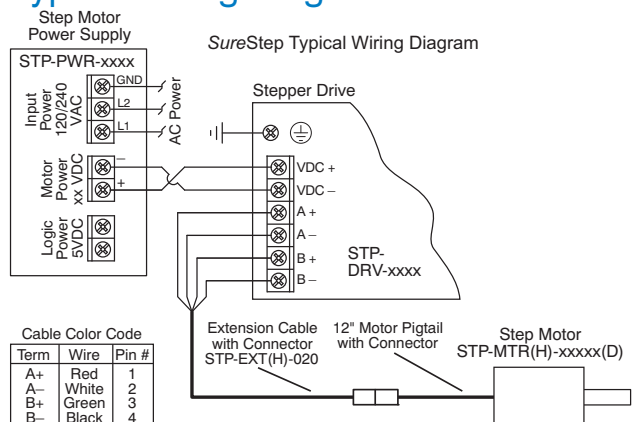 Step Motor
Power Supply
SureStep Typical Wiring Diagram
STP-PWR-xxxx
Input
Power
120/240
VAC
GND
L2
L1
AC Power
Motor
Power
xx VDC
–
+
Logic
Power
5VDC
Stepper Drive
VDC +
VDC –
A +
A –
B +
B –
STP-
DRV-xxxx
Cable Color Code
Term Wire Pin #
A+ Red 1
A– White 2
B+ Green 3
B– Black 4
Extension Cable
with Connector
STP-EXT(H)-020
12" Motor Pigtail
with Connector
Step Motor
STP-MTR(H)-xxxxx(D)